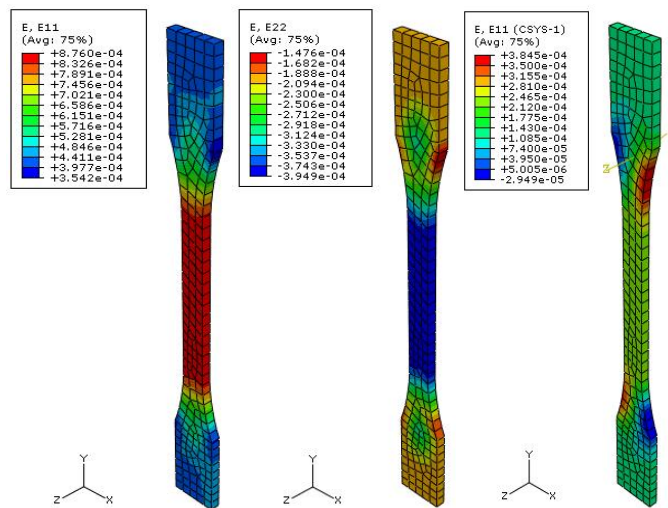 E, E11
(Avg: 75%)
+8.760e-04
+8.326e-04
+7.891e-04
+7.456e-04
+7.021e-04
+6.586e-04
+6.151e-04
+5.716e-04
+5.281e-04
+4.846e-04
+4.411e-04
+3.977e-04
+3.542e-04
E, E22
(Avg: 75%)
-1.476e-04
-1.682e-04
-1.888e-04
-2.094e-04
-2.300e-04
-2.506e-04
-2.712e-04
-2.918e-04
-3.124e-04
-3.330e-04
-3.537e-04
-3.743e-04
-3.949e-04
E, E11 (CSYS-1)
(Avg: 75%)
+3.845e-04
+3.500e-04
+3.155e-04
+2.810e-04
+2.465e-04
+2.120e-04
+1.775e-04
+1.430e-04
+1.085e-04
+7.400e-05
+3.950e-05
+5.005e-06
-2.949e-05
Z
Y
Z
X
Y
Z
X
Y
Z
X